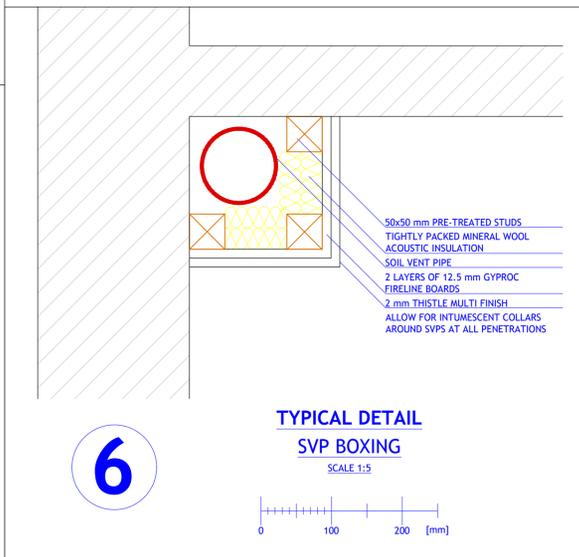 50x50 mm PRE-TREATED STUDS
TIGHTLY PACKED MINERAL WOOL
ACOUSTIC INSULATION
SOIL VENT PIPE
2 LAYERS OF 12.5 mm GYPROC
FIRELINE BOARDS
2 mm THISTLE MULTI FINISH
ALLOW FOR INTUMESCENT COLLARS
AROUND SVPS AT ALL PENETRATIONS
6
TYPICAL DETAIL
SVP BOXING
SCALE 1:5
0 100 200 [mm]